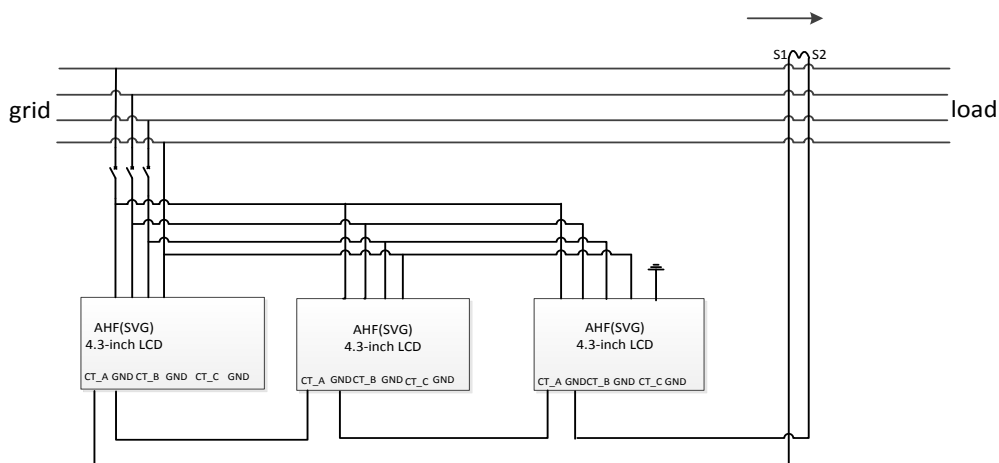 S1 S2
grid
load
AHF(SVG)
4.3-inch LCD
CT_A GND CT_B GND CT_C GND
AHF(SVG)
4.3-inch LCD
CT_A GND CT_B GND CT_C GND
AHF(SVG)
4.3-inch LCD
CT_A GND CT_B GND CT_C GND